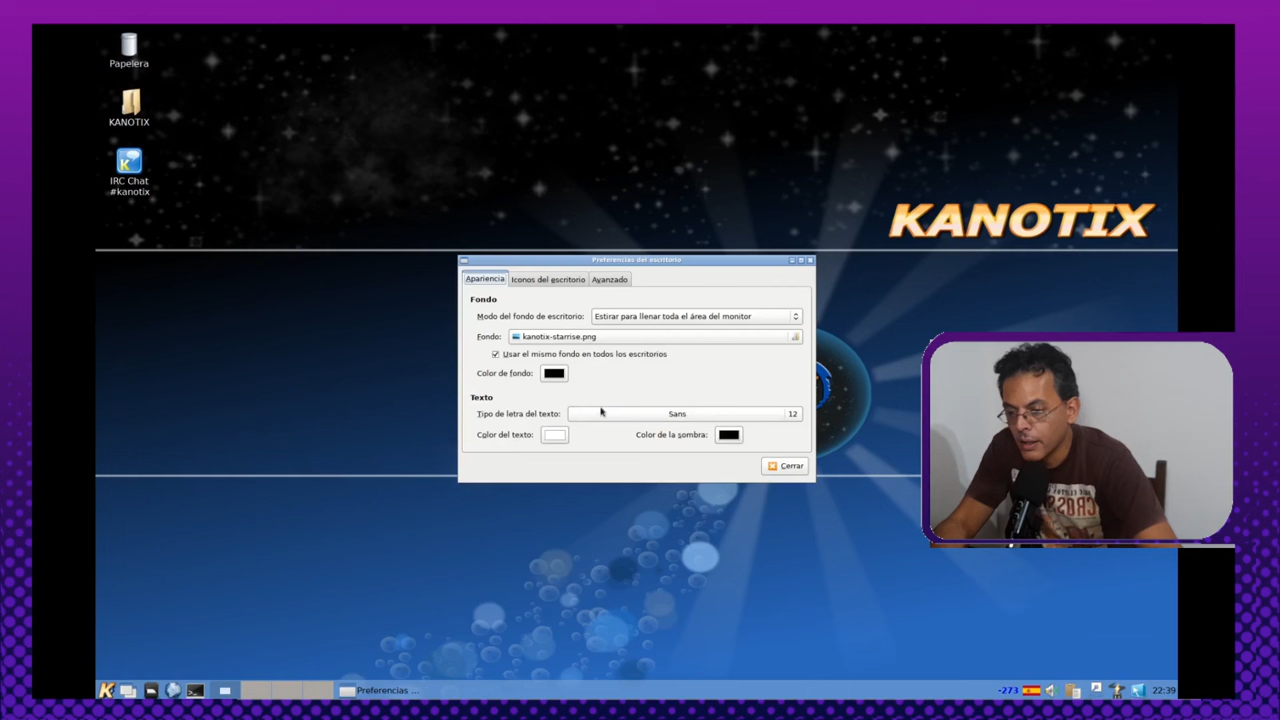 Papelera
KANOTIX
IRC Chat
#kanotix
KANOTIX
Preferencias del escritorio
Apariencia
Iconos del escritorio
Avanzado
Fondo
Modo del fondo de escritorio: Estirar para llenar toda el área del monitor
Fondo: kanotix-starrise.png
Usar el mismo fondo en todos los escritorios
Color de fondo:
Texto
Tipo de letra del texto: Sans 12
Color del texto: Color de la sombra:
Cerrar
Preferencias ...
-273
22:39